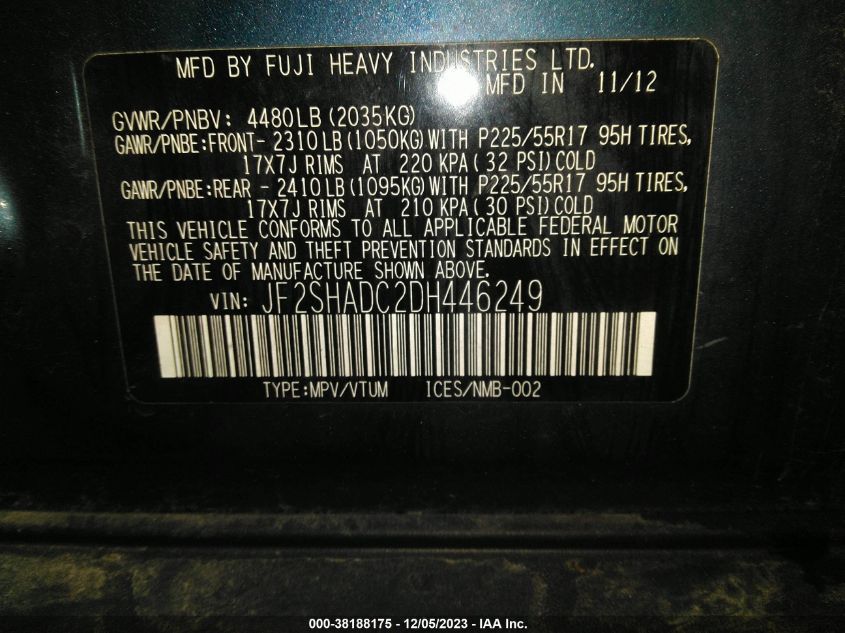 MFD BY FUJI HEAVY INDUSTRIES LTD.
MFD IN 11/12
GVWR/PNBV: 4480LB(2035KG)
GAWR/PNBE:FRONT- 2310LB(1050KG)WITH P225/55R17 95H TIRES,
17X7J RIMS AT 220 KPA( 32 PSI)COLD
GAWR/PNBE:REAR - 2410LB(1095KG)WITH P225/55R17 95H TIRES,
17X7J RIMS AT 210 KPA( 30 PSI)COLD
THIS VEHICLE CONFORMS TO ALL APPLICABLE FEDERAL MOTOR
VEHICLE SAFETY AND THEFT PREVENTION STANDARDS IN EFFECT ON
THE DATE OF MANUFACTURE SHOWN ABOVE.
VIN: JF2SHADC2DH446249
TYPE:MPV/VTUM ICES/NMB-002
000-38188175 - 12/05/2023 - IAA Inc.